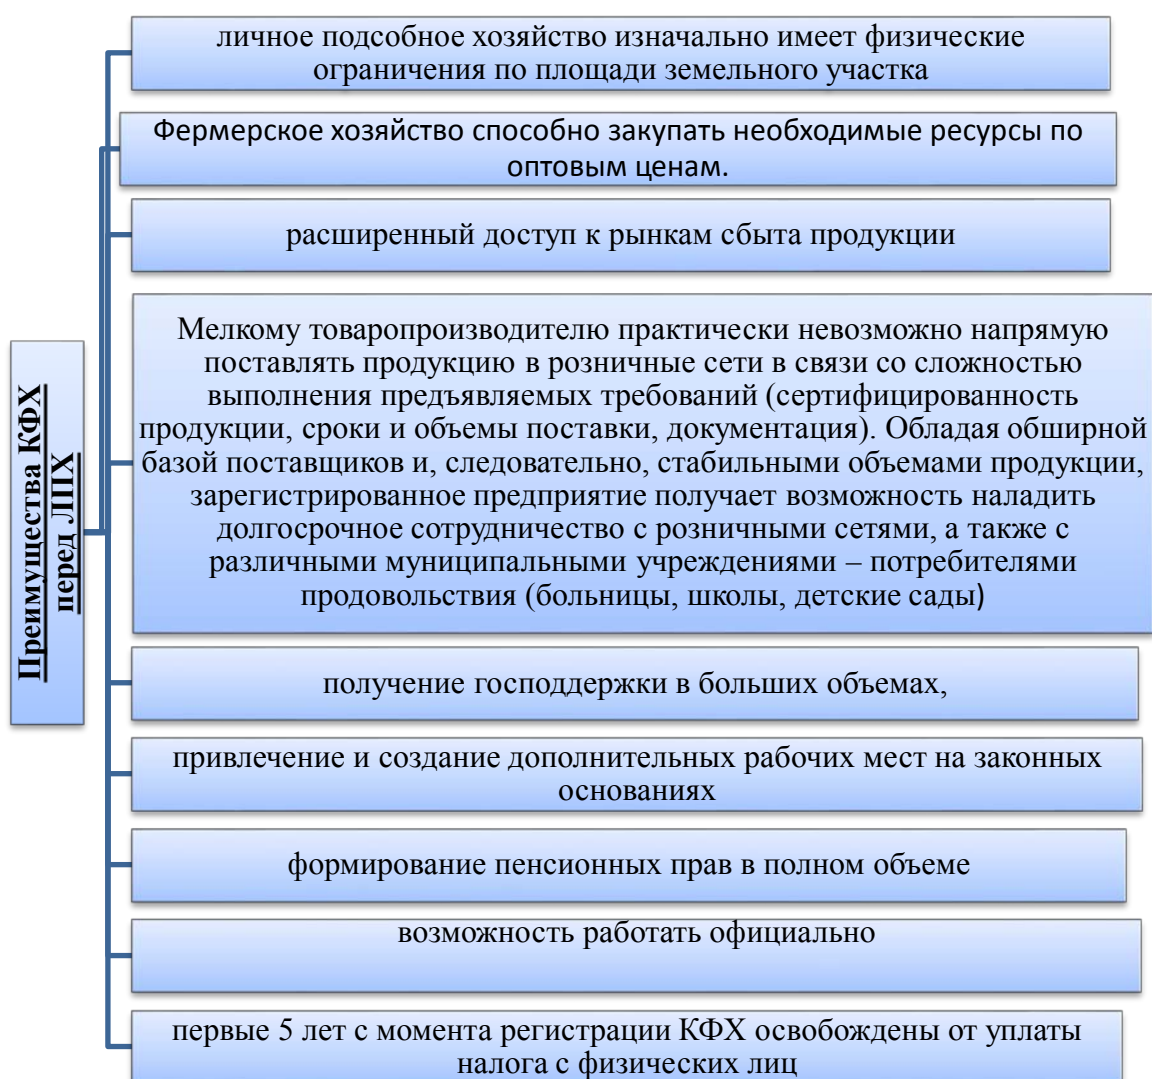 Преимущества КФХ
перед ЛПХ
личное подсобное хозяйство изначально имеет физические
ограничения по площади земельного участка
Фермерское хозяйство способно закупать необходимые ресурсы по
оптовым ценам.
расширенный доступ к рынкам сбыта продукции
Мелкому товаропроизводителю практически невозможно напрямую
поставлять продукцию в розничные сети в связи со сложностью
выполнения предъявляемых требований (сертифицированность
продукции, сроки и объемы поставки, документация). Обладая обширной
базой поставщиков и, следовательно, стабильными объемами продукции,
зарегистрированное предприятие получает возможность наладить
долгосрочное сотрудничество с розничными сетями, а также с
различными муниципальными учреждениями – потребителями
продовольствия (больницы, школы, детские сады)
получение господдержки в больших объемах,
привлечение и создание дополнительных рабочих мест на законных
основаниях
формирование пенсионных прав в полном объеме
возможность работать официально
первые 5 лет с момента регистрации КФХ освобождены от уплаты
налога с физических лиц